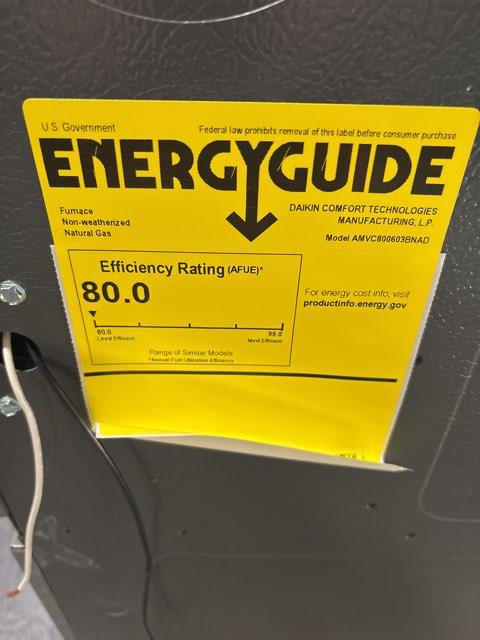 U.S. Government
Federal law prohibits removal of this label before consumer purchase.
ENERGYGUIDE
Furnace
Non-weatherized
Natural Gas
DAIKIN COMFORT TECHNOLOGIES
MANUFACTURING, L.P.
Model AMVC800603BNAD
Efficiency Rating (AFUE)*
80.0
80.0
Least Efficient
99.0
Most Efficient
Range of Similar Models
*Annual Fuel Utilization Efficiency
For energy cost info, visit
productinfo.energy.gov